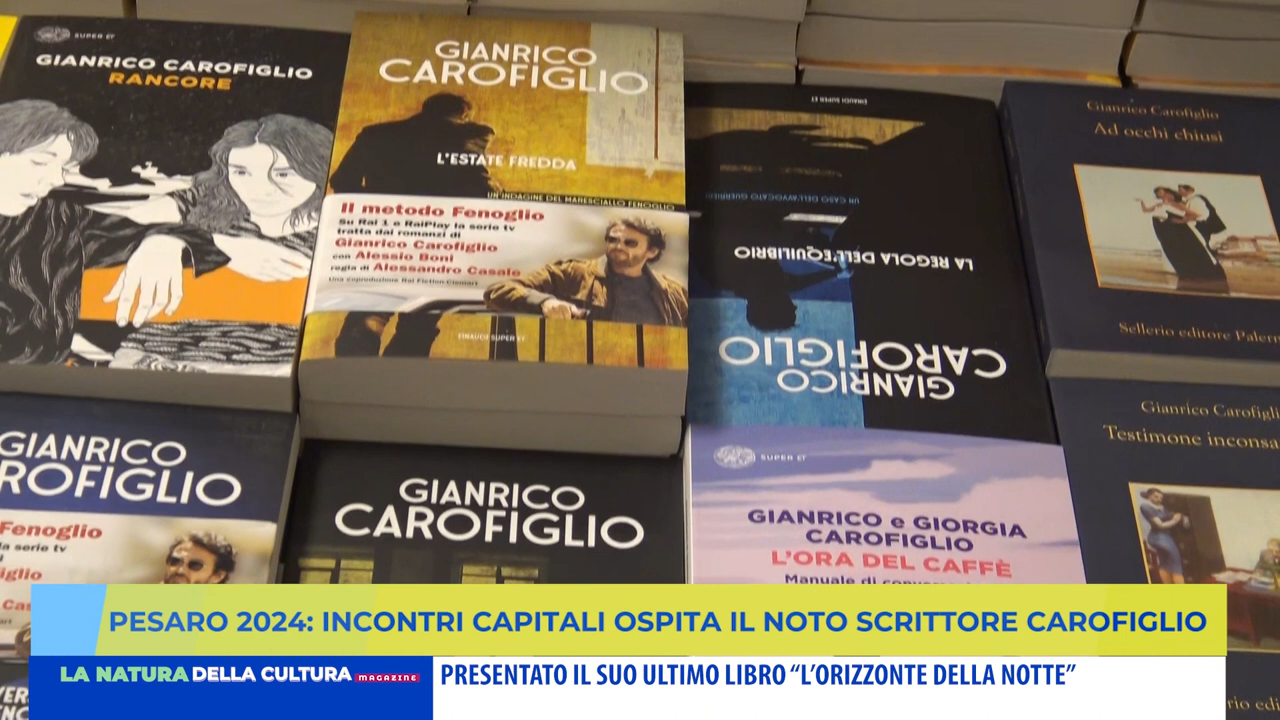 SUPER ET
GIANRICO CAROFIGLIO
RANCORE
GIANRICO
CAROFIGLIO
L'ESTATE FREDDA
UN'INDAGINE DEL MARESCIALLO FENOGLIO
Il metodo Fenoglio
Su Rai 1 e RaiPlay la serie tv
tratta dai romanzi di
Gianrico Carofiglio
con Alessio Boni
regia di Alessandro Casale
Una coproduzione Rai Fiction-Clemart
EINAUDI SUPER ET
GIANRICO
CAROFIGLIO
LA REGOLA DELL'EQUILIBRIO
UN CASO DELL'AVVOCATO GUERRIERI
EINAUDI SUPER ET
Gianrico Carofiglio
Ad occhi chiusi
Sellerio editore Palerm
GIANRICO
ROFIGLIO
Fenoglio
la serie tv
iglio
GIANRICO
CAROFIGLIO
SUPER ET
GIANRICO e GIORGIA
CAROFIGLIO
L'ORA DEL CAFFÈ
Manuale di
Gianrico Carofigli
Testimone inconsa
PESARO 2024: INCONTRI CAPITALI OSPITA IL NOTO SCRITTORE CAROFIGLIO
LA NATURA DELLA CULTURA MAGAZINE
PRESENTATO IL SUO ULTIMO LIBRO “L'ORIZZONTE DELLA NOTTE”